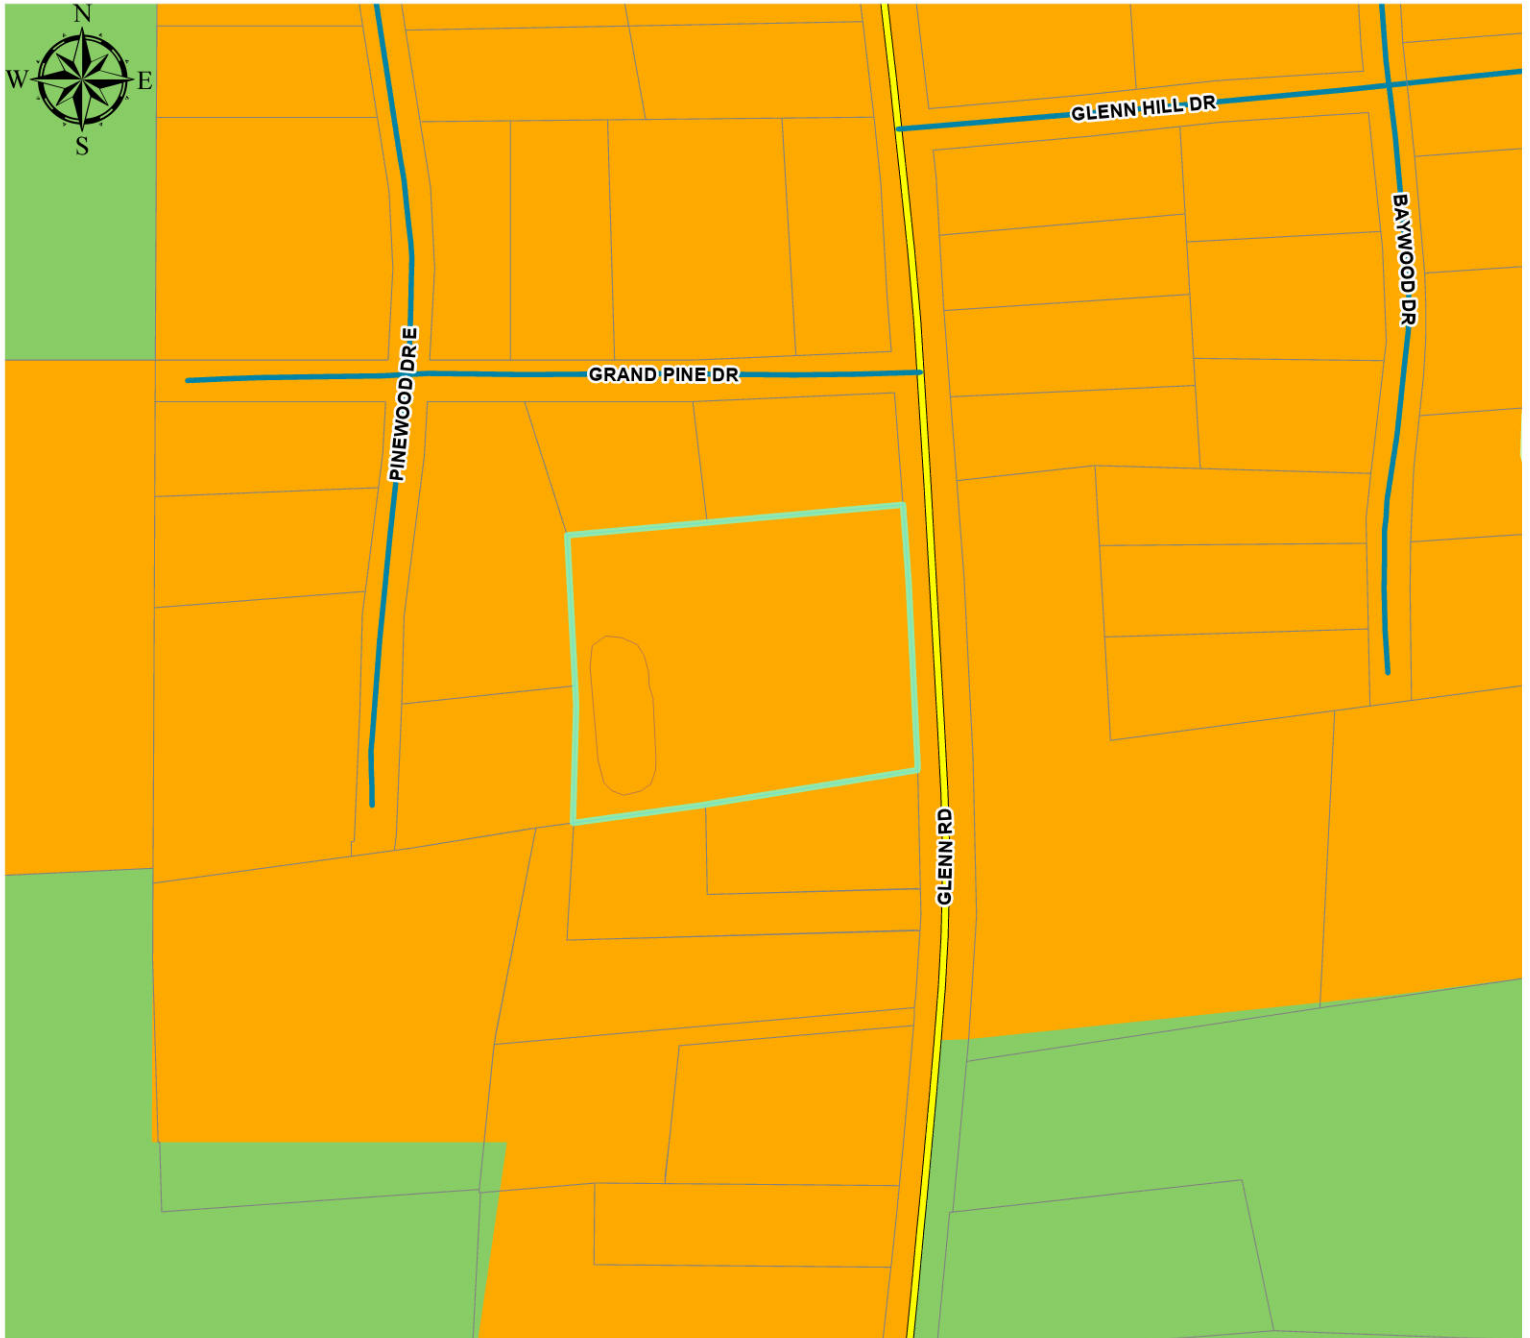 N
W E
S
GLENN HILL DR
BAYWOOD DR
PINEWOOD DR E
GRAND PINE DR
GLENN RD